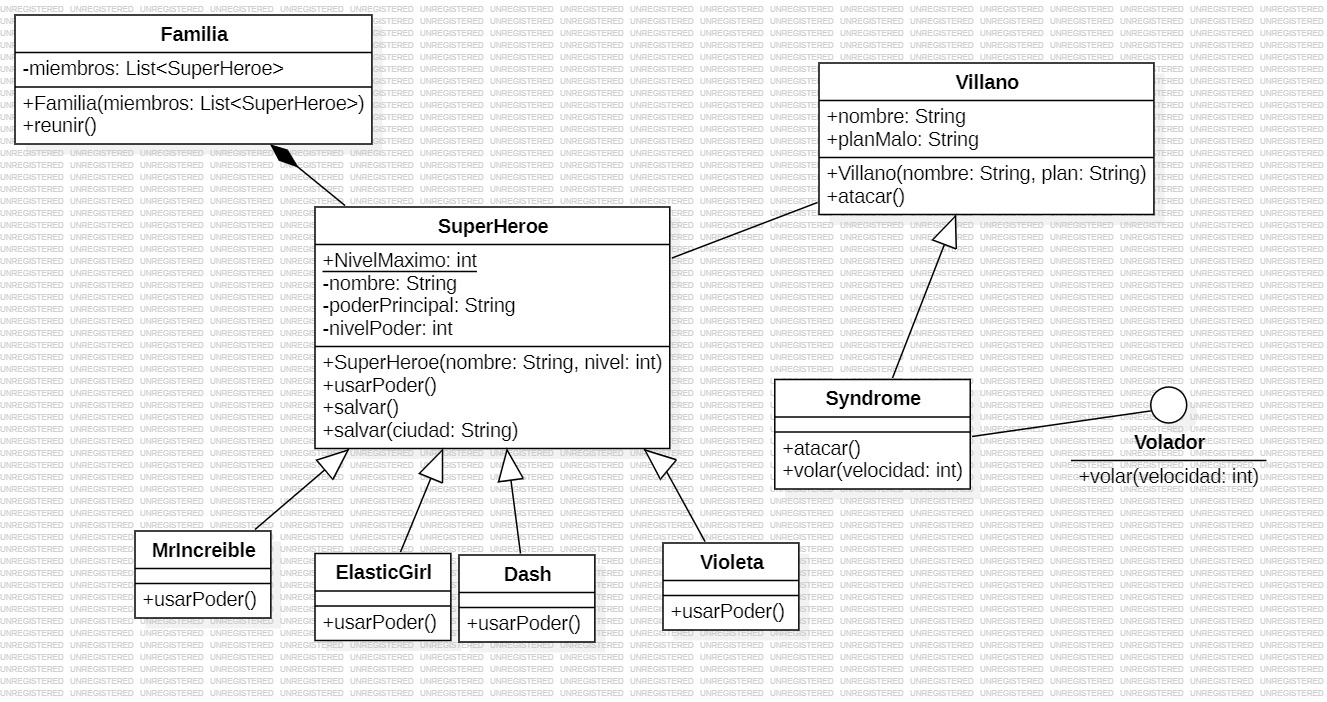 Familia
-miembros: List<SuperHeroe>
+Familia(miembros: List<SuperHeroe>)
+reunir()
Villano
+nombre: String
+planMalo: String
+Villano(nombre: String, plan: String)
+atacar()
SuperHeroe
+NivelMaximo: int
-nombre: String
-poderPrincipal: String
-nivelPoder: int
+SuperHeroe(nombre: String, nivel: int)
+usarPoder()
+salvar()
+salvar(ciudad: String)
Syndrome
+atacar()
+volar(velocidad: int)
Volador
+volar(velocidad: int)
MrIncreible
+usarPoder()
ElasticGirl
+usarPoder()
Dash
+usarPoder()
Violeta
+usarPoder()
UNREGISTERED